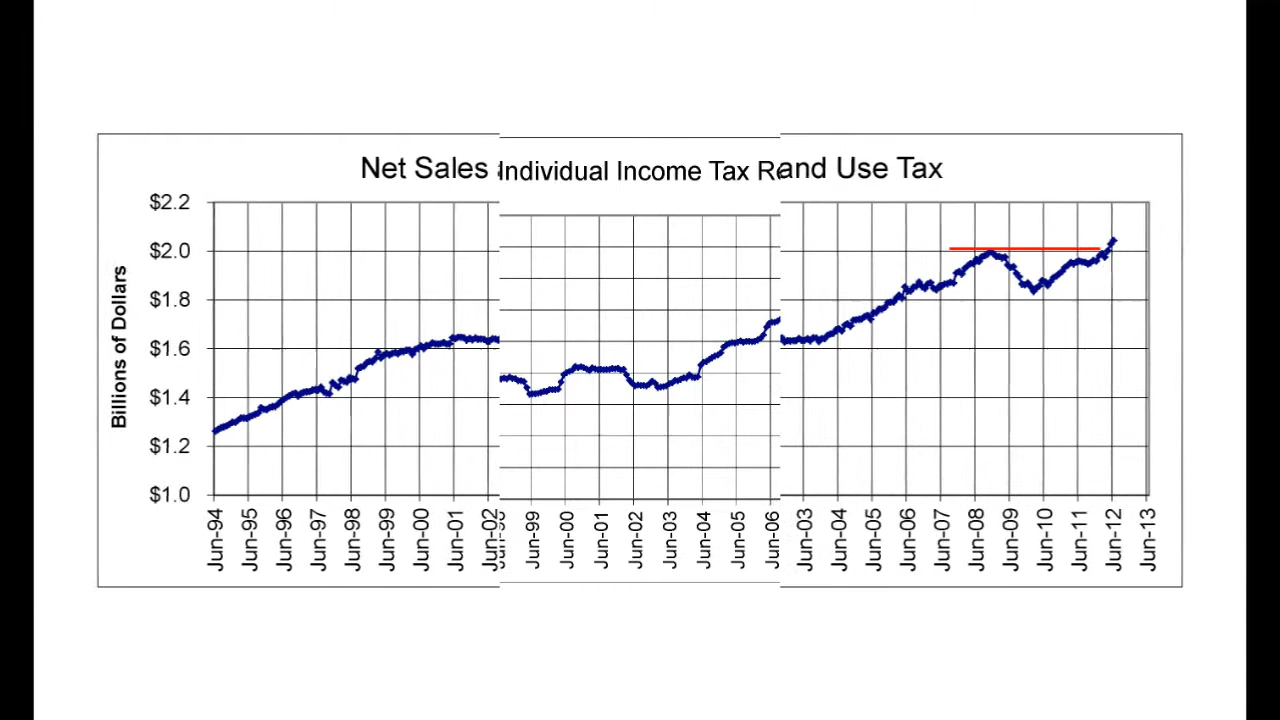 Net Sales Individual Income Tax R and Use Tax
$2.2
$2.0
$1.8
$1.6
$1.4
$1.2
$1.0
Billions of Dollars
Jun-94 Jun-95 Jun-96 Jun-97 Jun-98 Jun-99 Jun-00 Jun-01 Jun-02 Jun-99 Jun-00 Jun-01 Jun-02 Jun-03 Jun-04 Jun-05 Jun-06 Jun-03 Jun-04 Jun-05 Jun-06 Jun-07 Jun-08 Jun-09 Jun-10 Jun-11 Jun-12 Jun-13